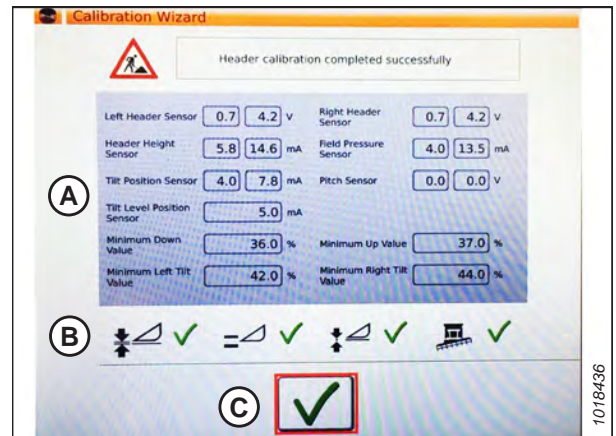 Calibration Wizard
Header calibration completed successfully
Left Header Sensor 0.7 4.2 V Right Header Sensor 0.7 4.2 V
Header Height Sensor 5.8 14.6 mA Field Pressure Sensor 4.0 13.5 mA
Tilt Position Sensor 4.0 7.8 mA Pitch Sensor 0.0 0.0 V
Tilt Level Position Sensor 5.0 mA
Minimum Down Value 36.0 % Minimum Up Value 37.0 %
Minimum Left Tilt Value 42.0 % Minimum Right Tilt Value 44.0 %
A
B
C
1018436